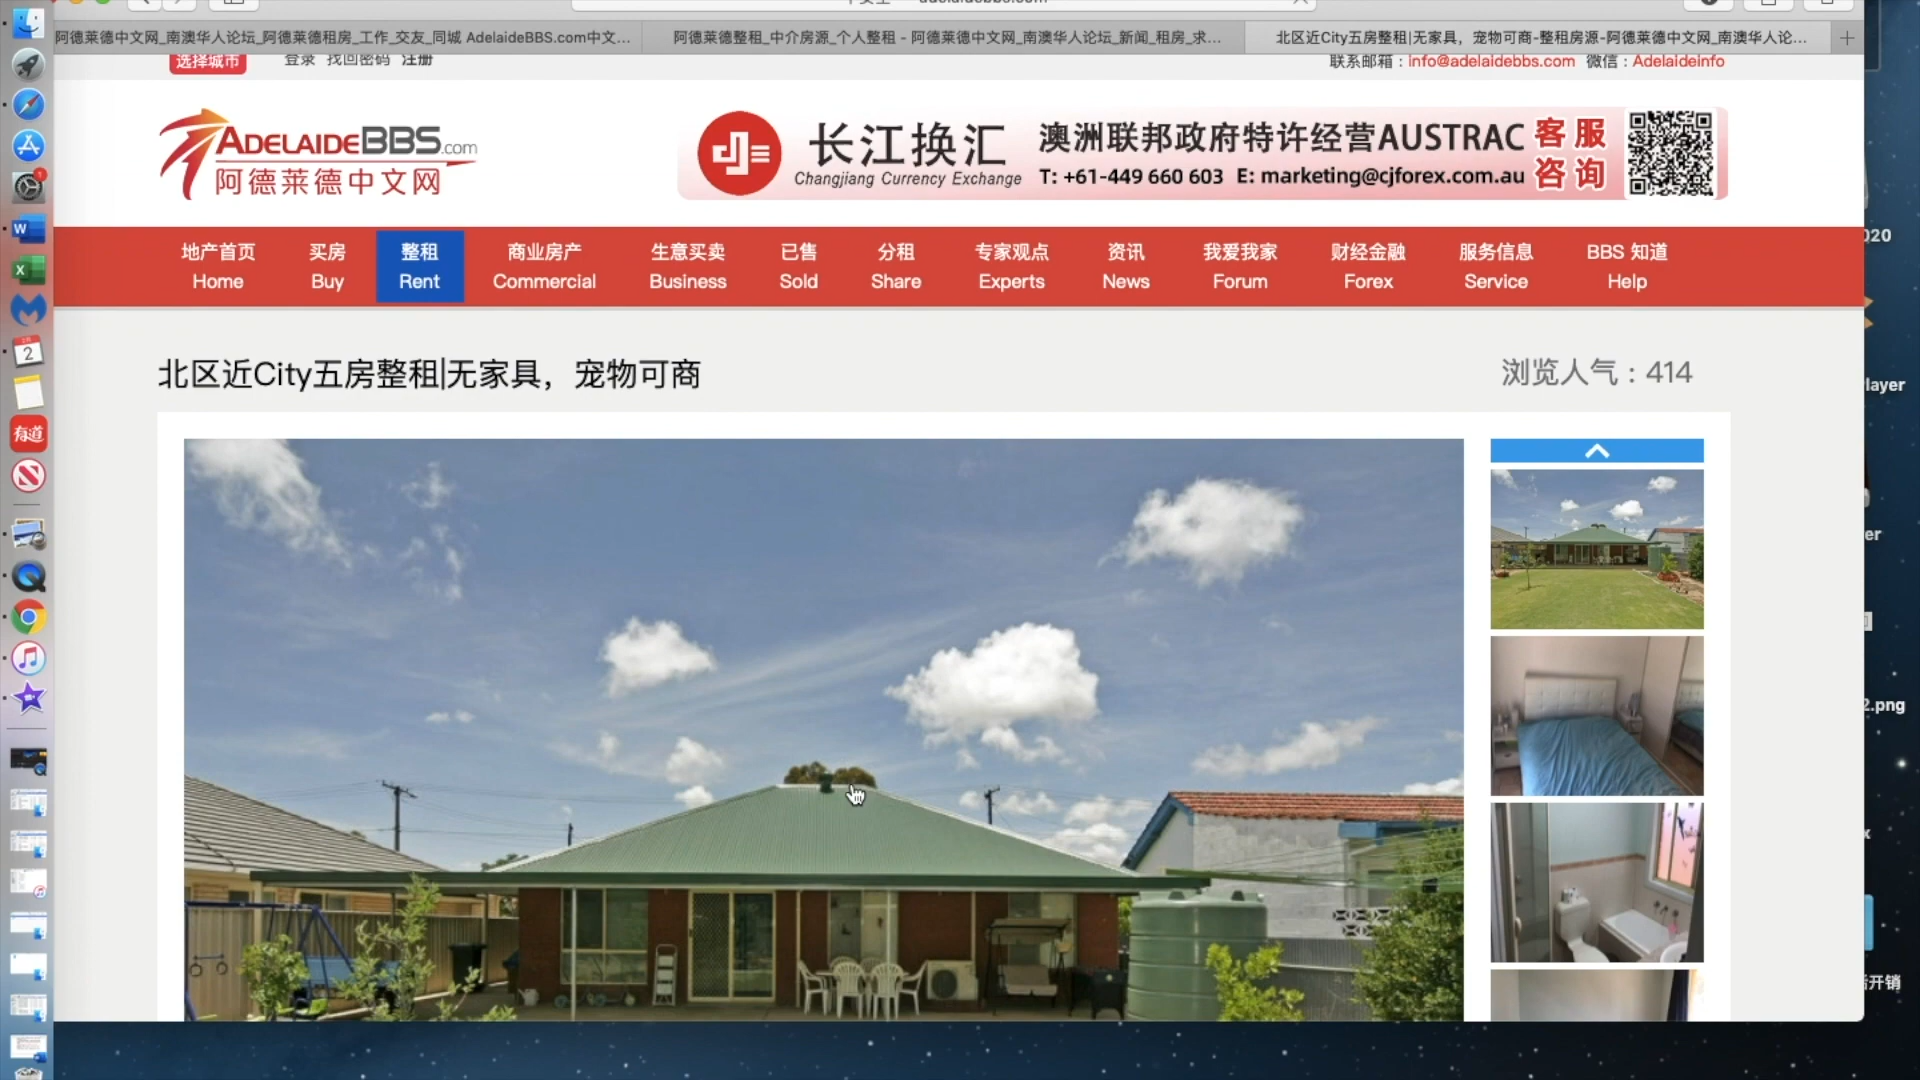 阿德莱德中文网_南澳华人论坛_阿德莱德租房_工作_交友_同城 AdelaideBBS.com中文...
阿德莱德整租_中介房源_个人整租 - 阿德莱德中文网_南澳华人论坛_新闻_租房_求...
北区近City五房整租|无家具，宠物可商-整租房源-阿德莱德中文网_南澳华人论...
选择城市 登录 找回密码 注册
联系邮箱：info@adelaidebbs.com 微信：AdelaideInfo
ADELAIDEBBS.com
阿德莱德中文网
长江换汇
Changjiang Currency Exchange
澳洲联邦政府特许经营AUSTRAC
T: +61-449 660 603 E: marketing@cjforex.com.au
客服
咨询
地产首页 买房 整租 商业房产 生意买卖 已售 分租 专家观点 资讯 我爱我家 财经金融 服务信息 BBS 知道
Home Buy Rent Commercial Business Sold Share Experts News Forum Forex Service Help
北区近City五房整租|无家具，宠物可商
浏览人气：414
有道
2
2.png
开销